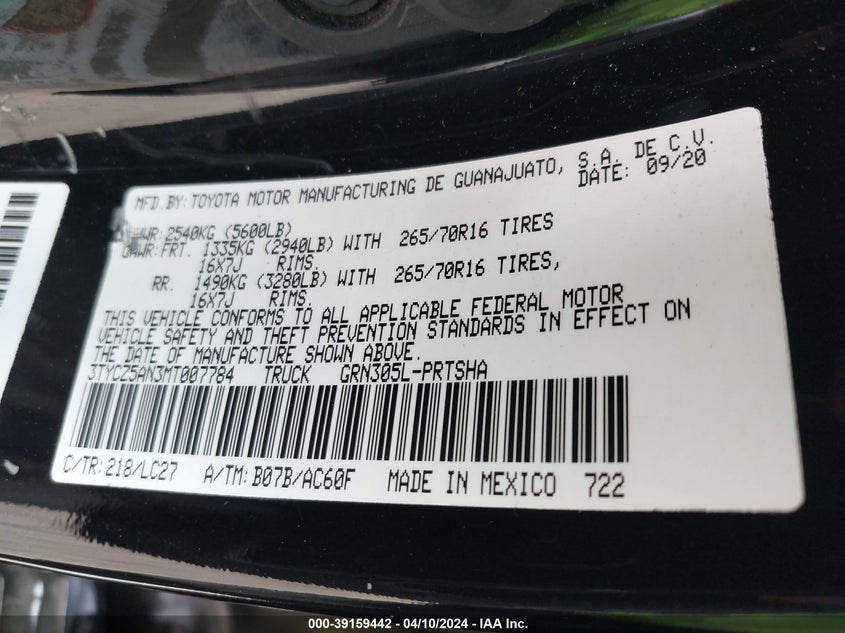 MFD.BY: TOYOTA MOTOR MANUFACTURING DE GUANAJUATO, S.A. DE C.V.
DATE: 09/20
2540KG (5600LB)
GAWR: FRT. 1335KG (2940LB) WITH 265/70R16 TIRES
16X7J RIMS.
RR. 1490KG (3280LB) WITH 265/70R16 TIRES,
16X7J RIMS.
THIS VEHICLE CONFORMS TO ALL APPLICABLE FEDERAL MOTOR
VEHICLE SAFETY AND THEFT PREVENTION STANDARDS IN EFFECT ON
THE DATE OF MANUFACTURE SHOWN ABOVE.
3TYCZ5AN3MT007784 TRUCK GRN305L-PRTSHA
C/TR: 218/LC27 A/TM: B07B/AC60F MADE IN MEXICO 722
000-39159442 - 04/10/2024 - IAA Inc.